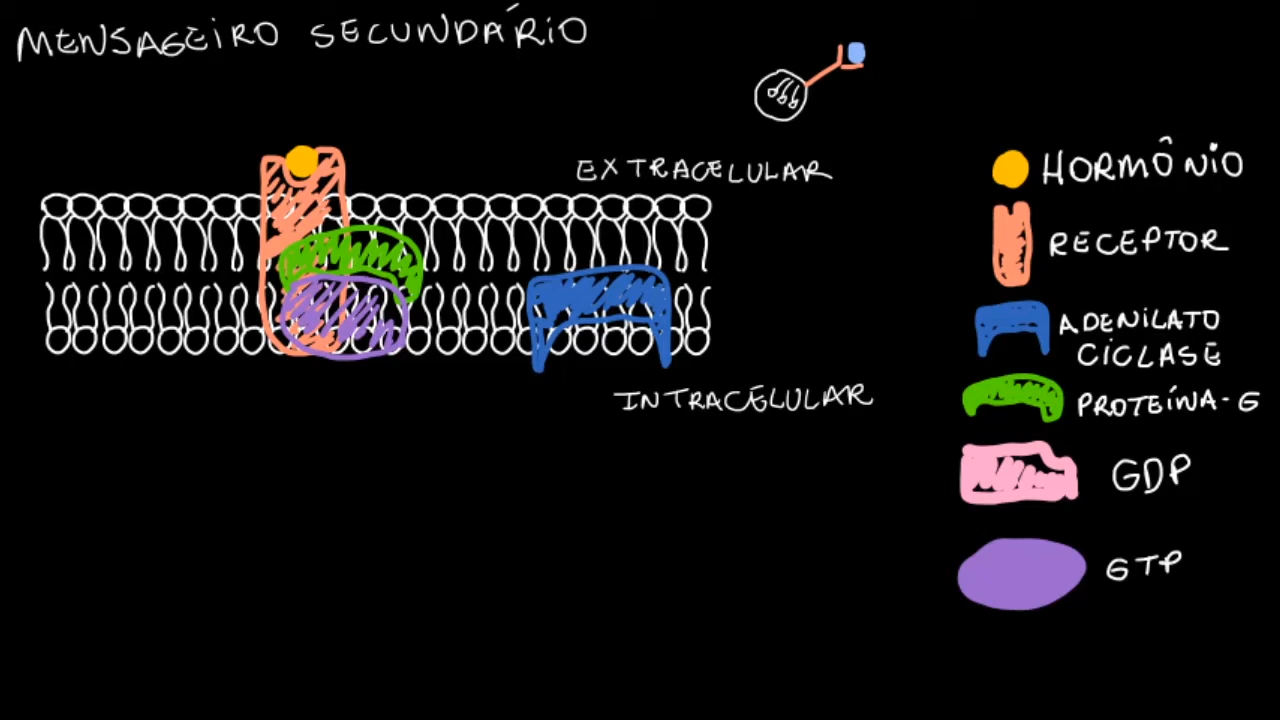 MENSAGEIRO SECUNDÁRIO
EXTRACELULAR
HORMÔNIO
RECEPTOR
ADENILATO
CICLASE
INTRACELULAR
PROTEÍNA-G
GDP
GTP